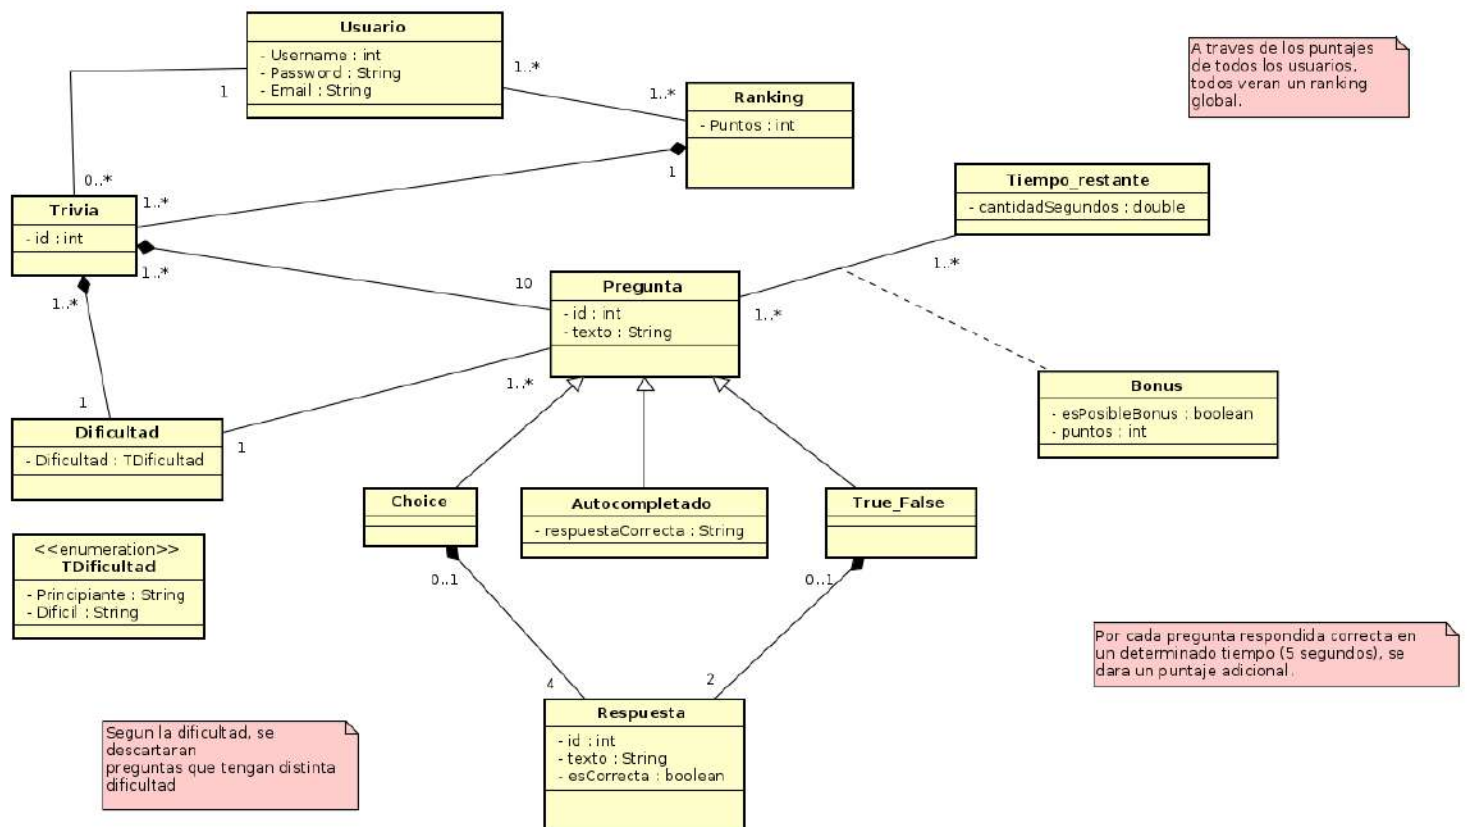 Usuario
- Username : int
- Password : String
- Email : String
1
1..*
1..*
Ranking
- Puntos : int
1
A traves de los puntajes
de todos los usuarios,
todos veran un ranking
global.
0..*
Trivia
- id : int
1..*
1..*
1..*
Tiempo_restante
- cantidadSegundos : double
1..*
10
Pregunta
- id : int
- texto : String
1..*
1..*
Bonus
- esPosibleBonus : boolean
- puntos : int
1
Dificultad
- Dificultad : TDificultad
1
Choice
Autocompletado
- respuestaCorrecta : String
True_False
<<enumeration>>
TDificultad
- Principiante : String
- Dificil : String
0..1
0..1
Por cada pregunta respondida correcta en
un determinado tiempo (5 segundos), se
dara un puntaje adicional.
4
2
Respuesta
- id : int
- texto : String
- esCorrecta : boolean
Segun la dificultad, se
descartaran
preguntas que tengan distinta
dificultad